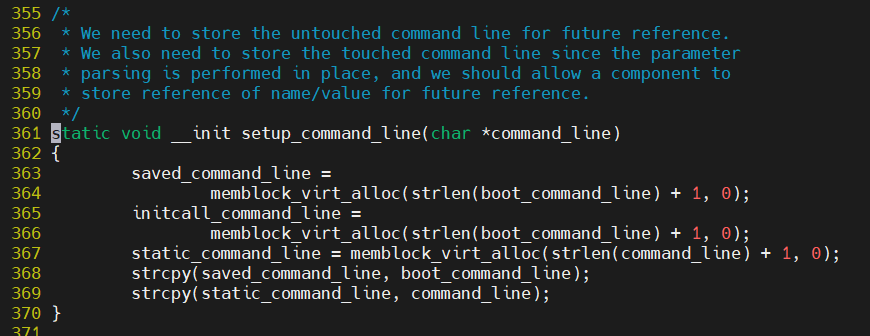 355 /*
356  * We need to store the untouched command line for future reference.
357  * We also need to store the touched command line since the parameter
358  * parsing is performed in place, and we should allow a component to
359  * store reference of name/value for future reference.
360  */
361 static void __init setup_command_line(char *command_line)
362 {
363         saved_command_line =
364                 memblock_virt_alloc(strlen(boot_command_line) + 1, 0);
365         initcall_command_line =
366                 memblock_virt_alloc(strlen(boot_command_line) + 1, 0);
367         static_command_line = memblock_virt_alloc(strlen(command_line) + 1, 0);
368         strcpy(saved_command_line, boot_command_line);
369         strcpy(static_command_line, command_line);
370 }
371